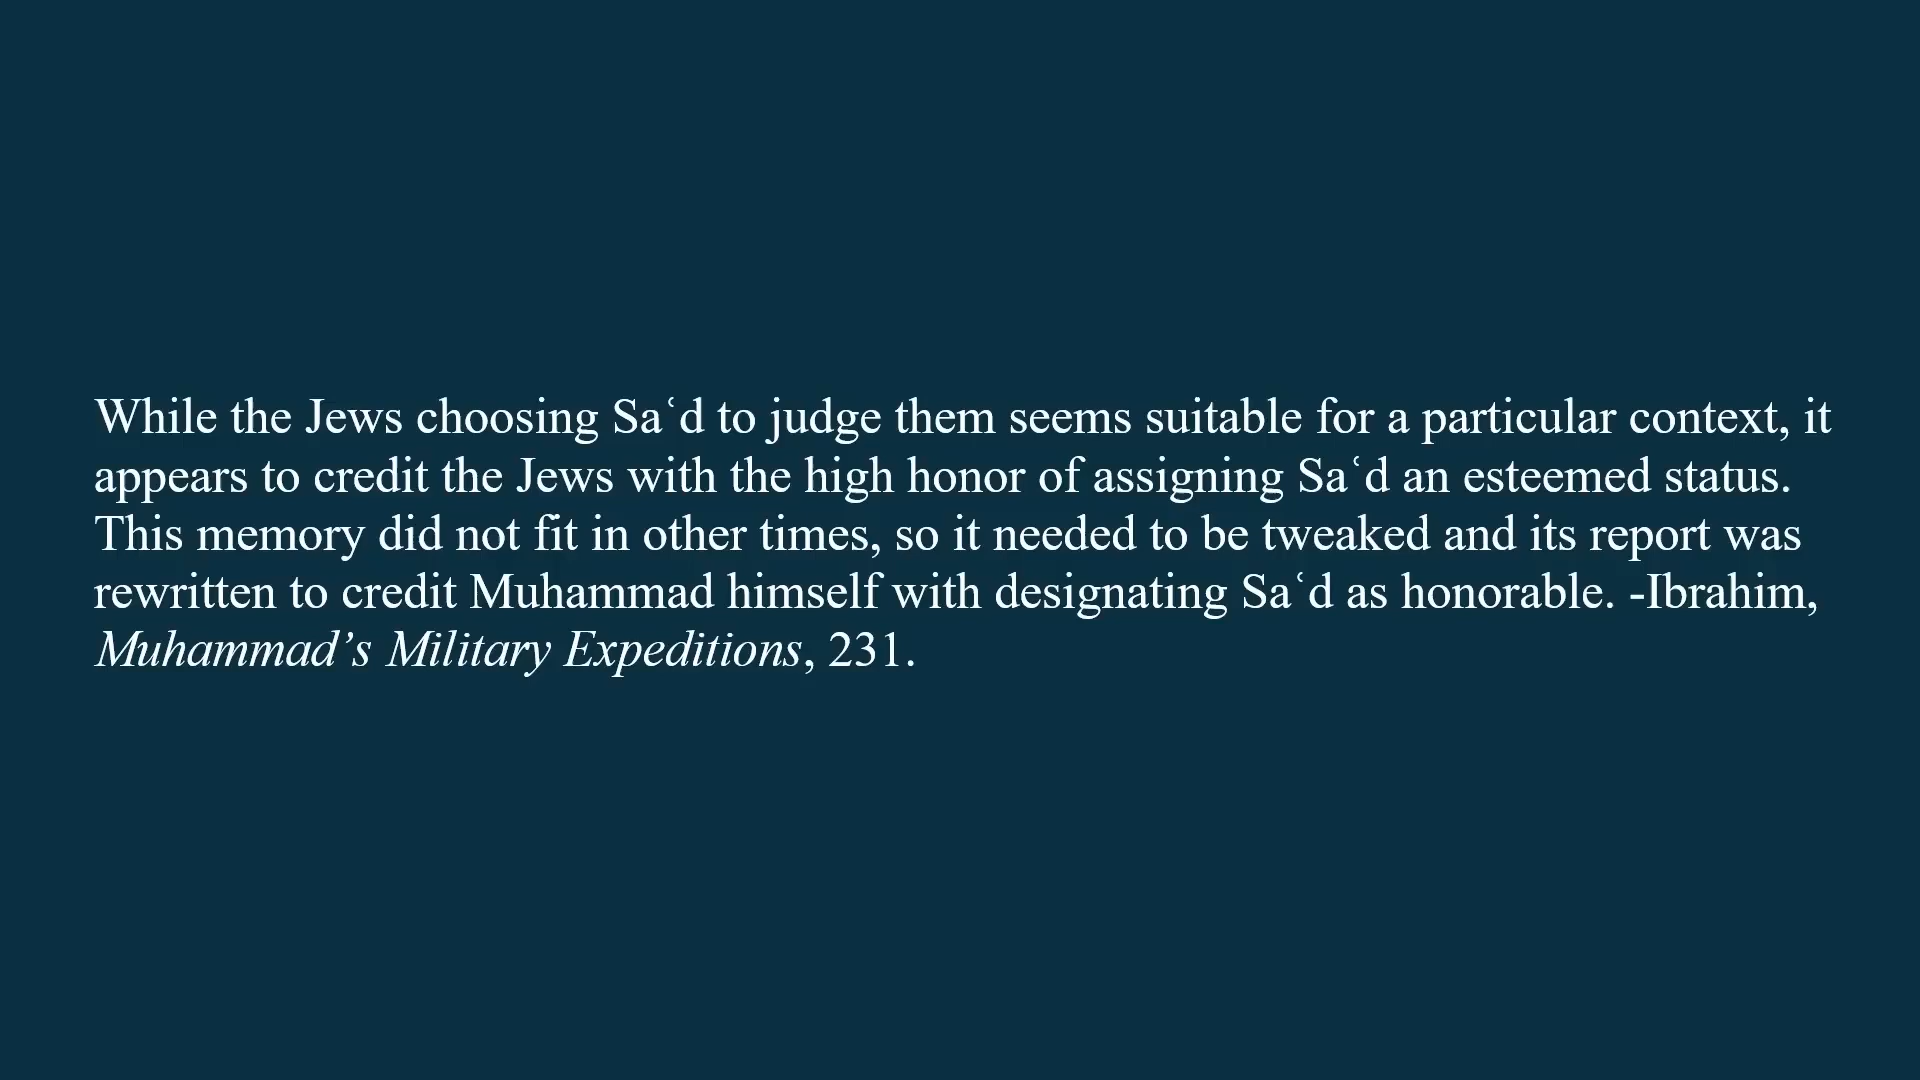 While the Jews choosing Saʿd to judge them seems suitable for a particular context, it
appears to credit the Jews with the high honor of assigning Saʿd an esteemed status.
This memory did not fit in other times, so it needed to be tweaked and its report was
rewritten to credit Muhammad himself with designating Saʿd as honorable. -Ibrahim,
Muhammad’s Military Expeditions, 231.